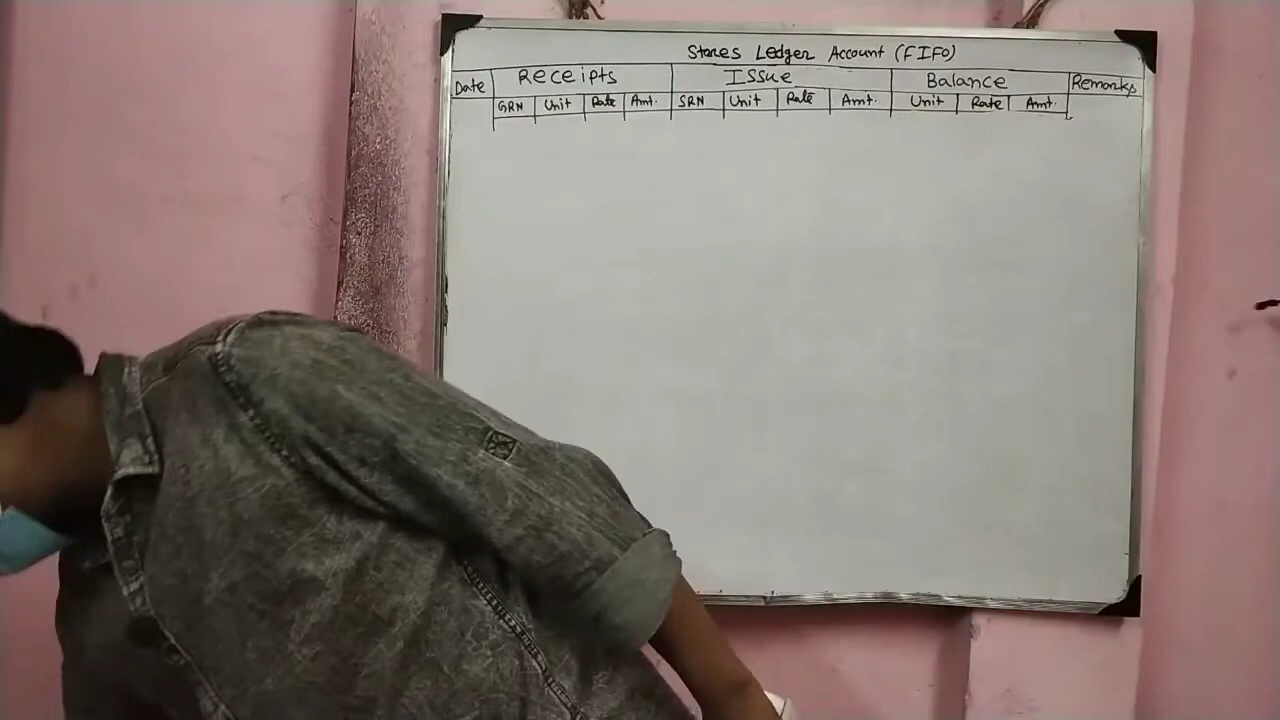 Stores Ledger Account (FIFO)
Date Receipts Issue Balance Remarks
GRN Unit Rate Amt. SRN Unit Rate Amt. Unit Rate Amt.